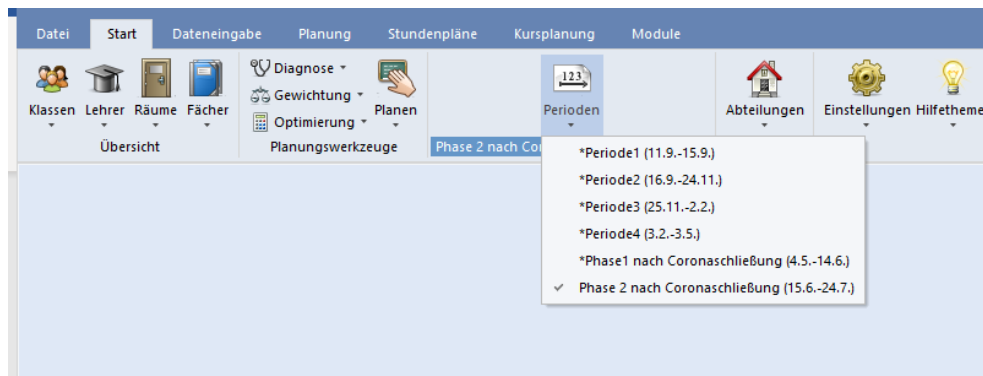 Datei Start Dateneingabe Planung Stundenpläne Kursplanung Module
Diagnose
Gewichtung
Optimierung
Klassen Lehrer Räume Fächer Planen Perioden Abteilungen Einstellungen Hilfetheme
123
Übersicht Planungswerkzeuge Phase 2 nach Co
*Periode1 (11.9.-15.9.)
*Periode2 (16.9.-24.11.)
*Periode3 (25.11.-2.2.)
*Periode4 (3.2.-3.5.)
*Phase1 nach Coronaschließung (4.5.-14.6.)
Phase 2 nach Coronaschließung (15.6.-24.7.)